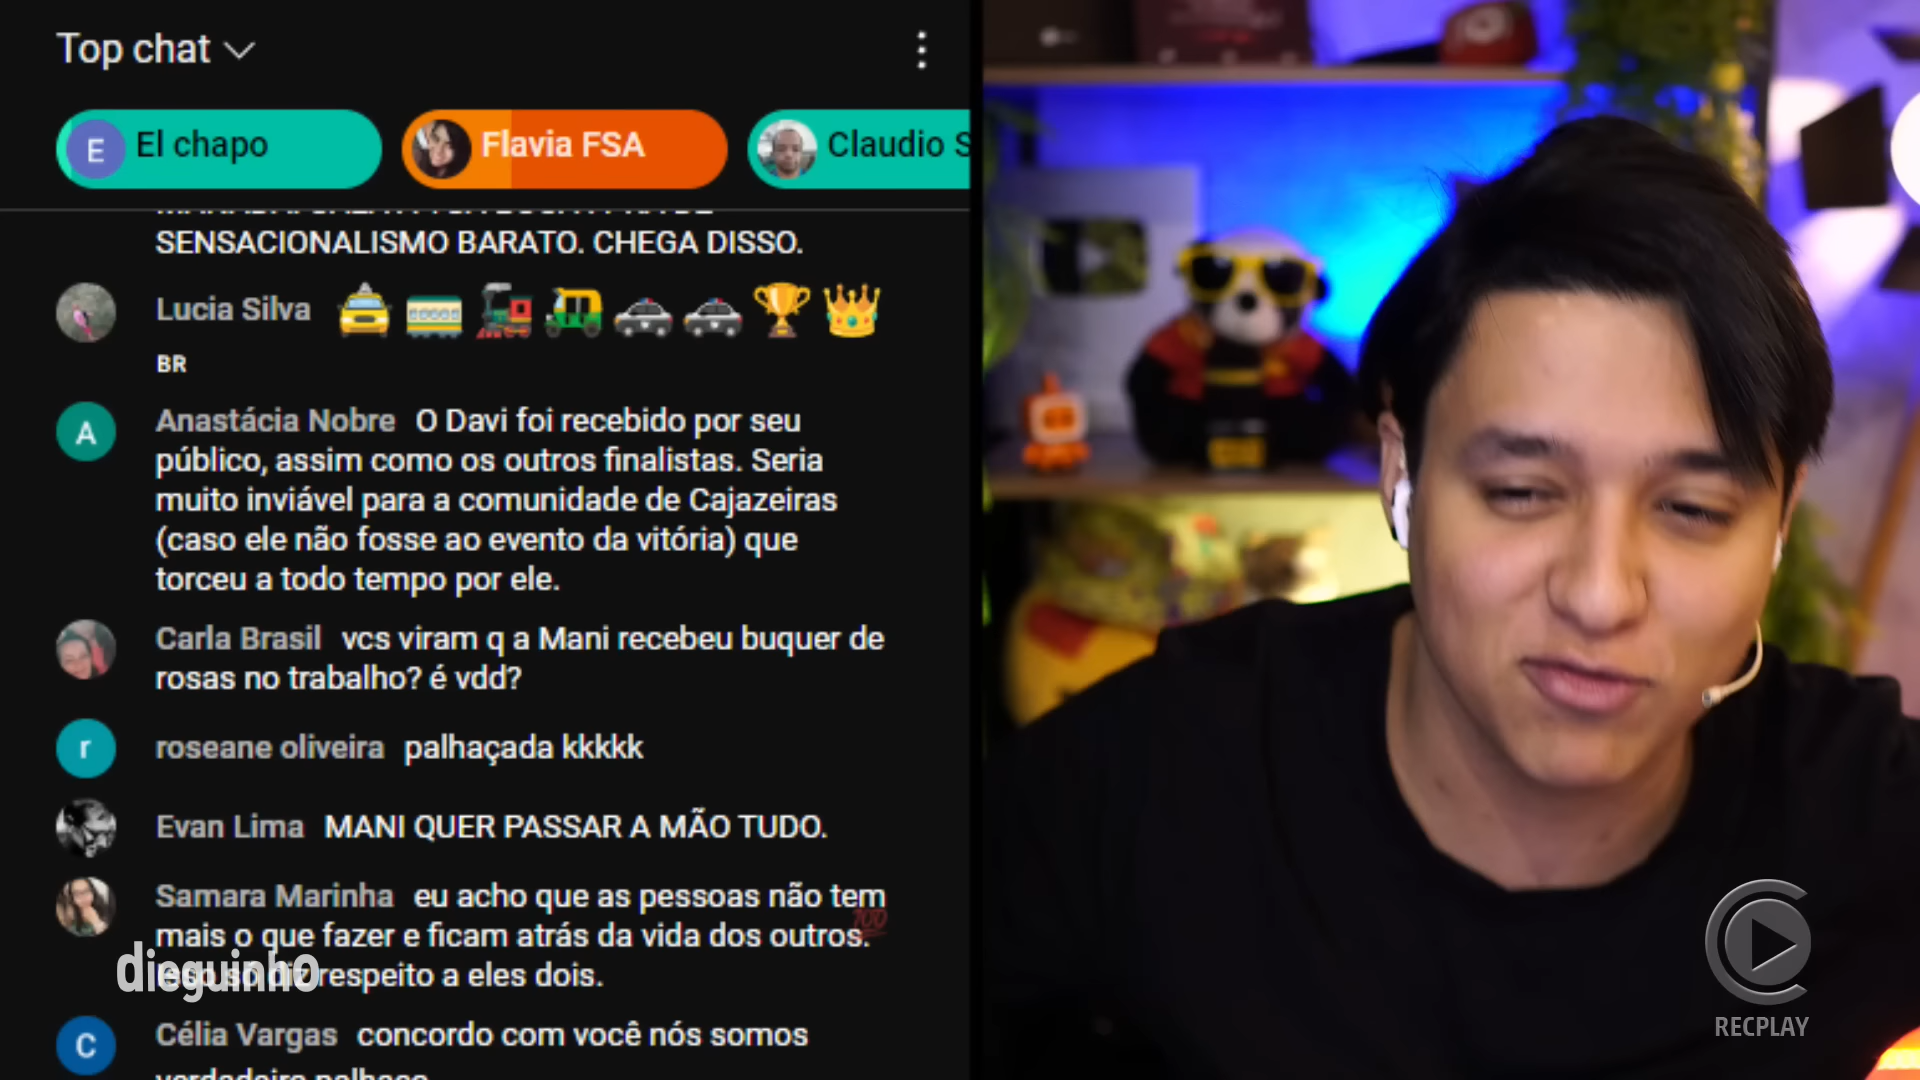 Top chat
E El chapo
Flavia FSA
Claudio S
SENSACIONALISMO BARATO. CHEGA DISSO.
Lucia Silva
BR
A Anastácia Nobre O Davi foi recebido por seu
público, assim como os outros finalistas. Seria
muito inviável para a comunidade de Cajazeiras
(caso ele não fosse ao evento da vitória) que
torceu a todo tempo por ele.
Carla Brasil vcs viram q a Mani recebeu buquer de
rosas no trabalho? é vdd?
r roseane oliveira palhaçada kkkkk
Evan Lima MANI QUER PASSAR A MÃO TUDO.
Samara Marinha eu acho que as pessoas não tem
mais o que fazer e ficam atrás da vida dos outros.
Isso só diz respeito a eles dois.
dieguinho
C Célia Vargas concordo com você nós somos
RECPLAY